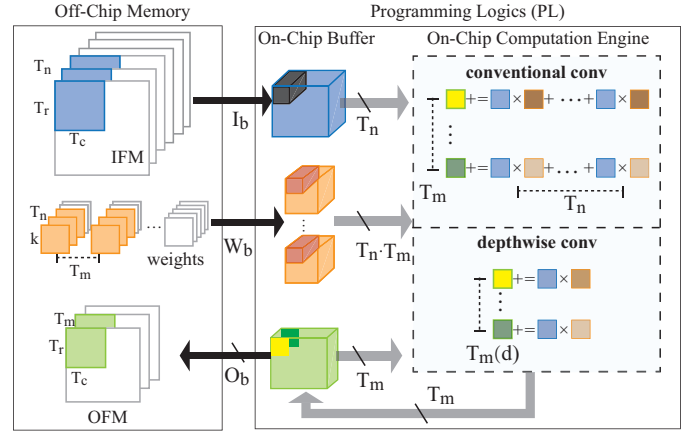 Off-Chip Memory
Programming Logics (PL)
On-Chip Buffer
On-Chip Computation Engine
Tn
Tr
Tc
IFM
Ib
Tn
conventional conv
+= × + ⋯ + ×
⋮
+= × + ⋯ + ×
Tm
Tn
Tn
k
Tm
...
weights
Wb
⋮
Tn·Tm
depthwise conv
+= ×
⋮
+= ×
Tm(d)
Tm
Tr
Tc
OFM
Ob
Tm
Tm